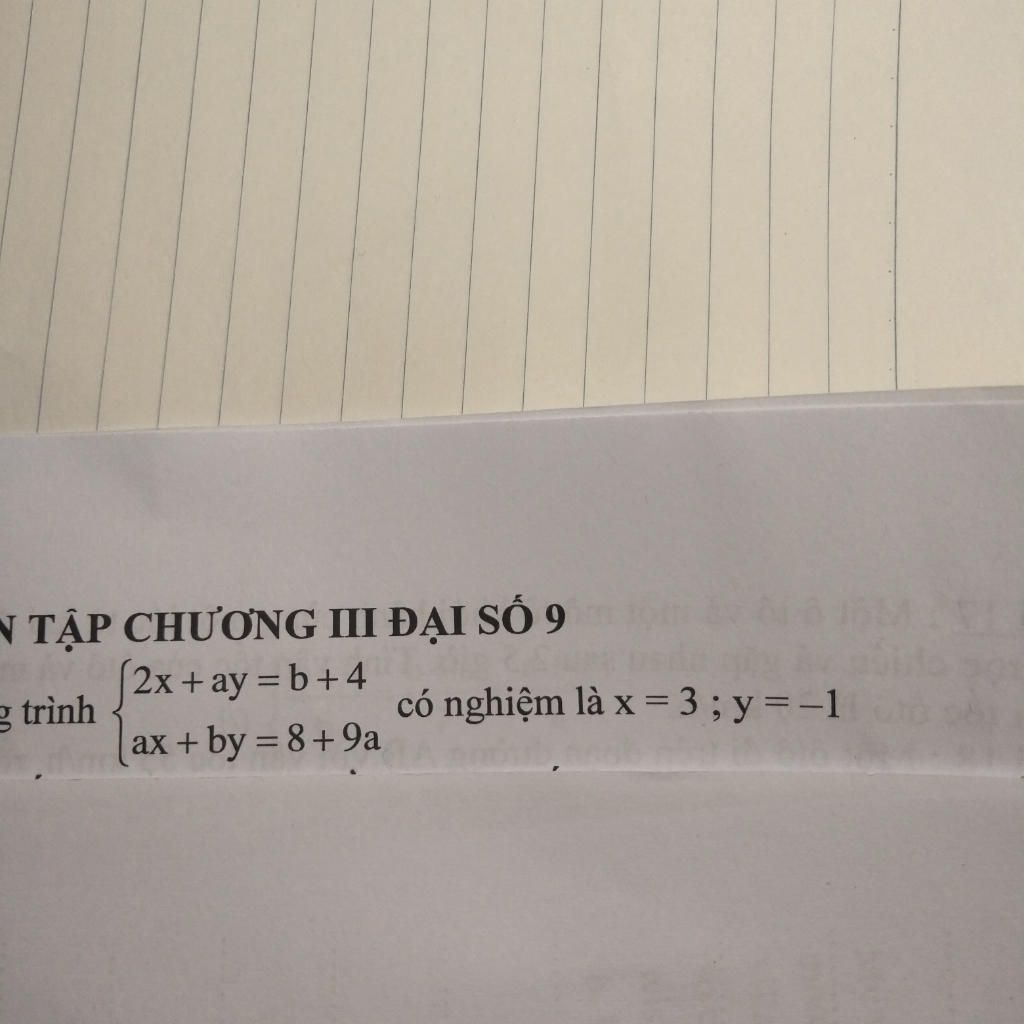 N TẬP CHƯƠNG III ĐẠI SỐ 9
g trình {2x + ay = b + 4
ax + by = 8 + 9a có nghiệm là x = 3 ; y = –1